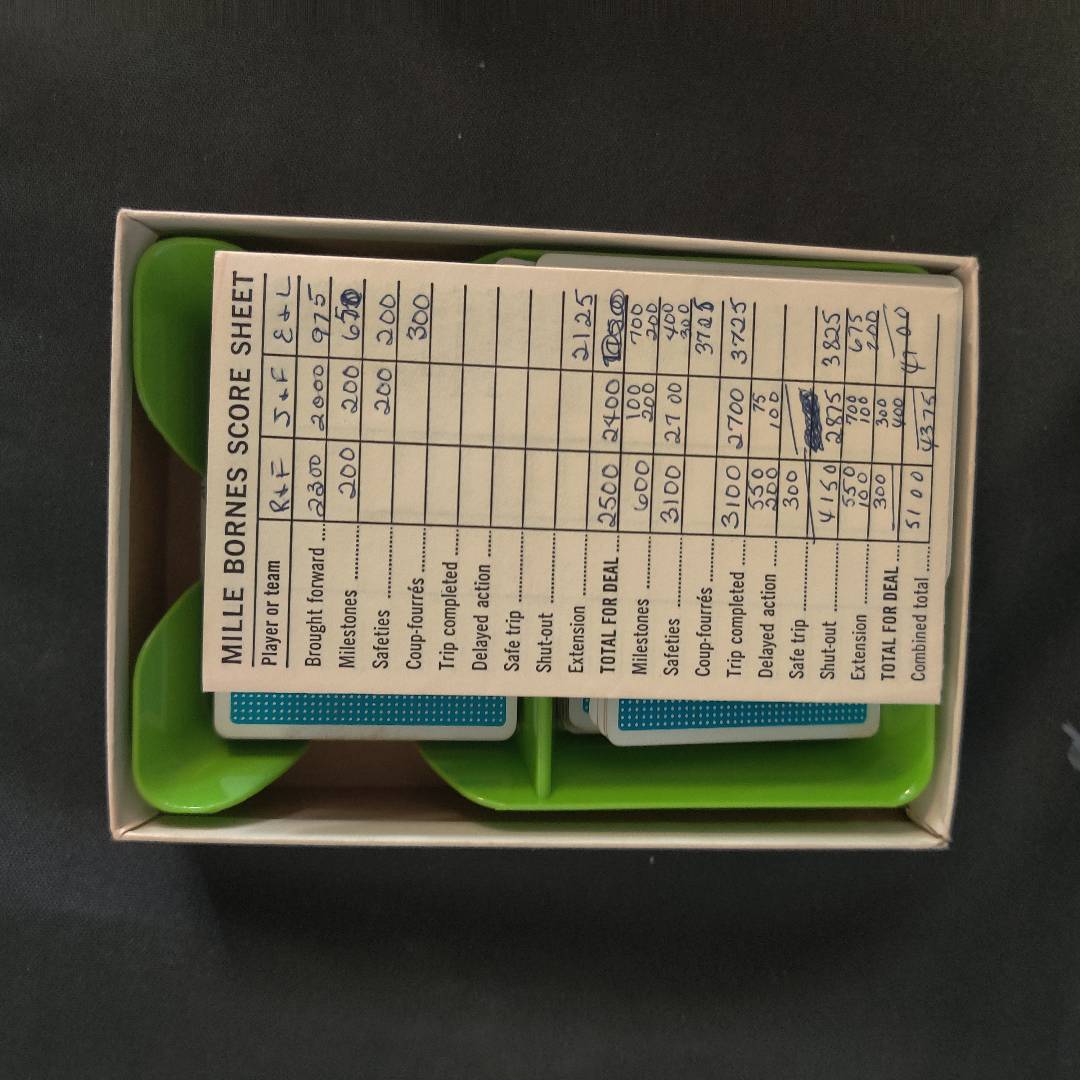 MILLE BORNES SCORE SHEET
Player or team R+F J+F E+L
Brought forward 2300 2000 975
Milestones 200 200
Safeties 200 200
Coup-fourrés 300
Trip completed
Delayed action
Safe trip
Shut-out
Extension 2125
TOTAL FOR DEAL 2500 2400
Milestones 600 100 700
200 200
Safeties 3100 2700 400
300
Coup-fourrés 3725
Trip completed 3100 2700 3725
Delayed action 550 75
200 100
Safe trip 300
Shut-out 4150 2875 3825
Extension 550 700 675
100 100 200
TOTAL FOR DEAL 300 300
400
Combined total 5100 4375 4700